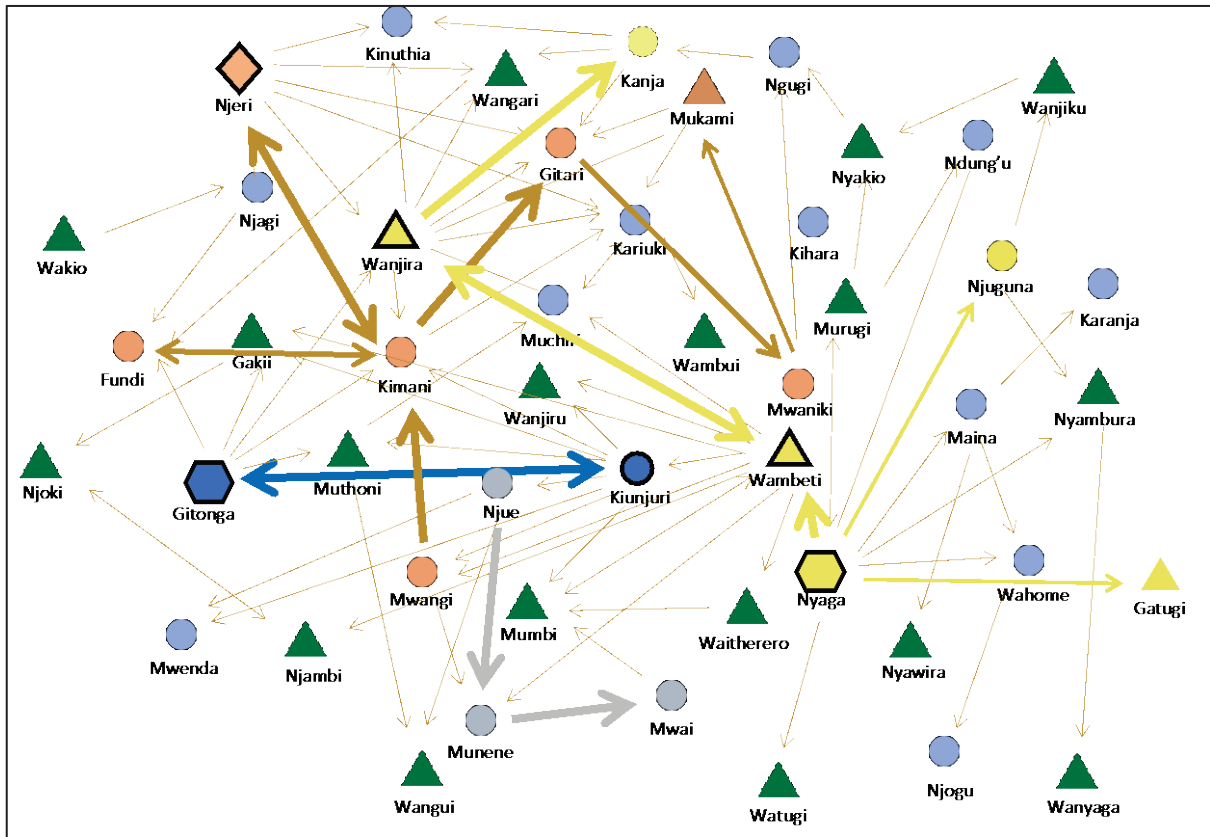 Kinuthia
Kanja
Ngugi
Njeri
Wangari
Mukami
Wanjiku
Gitari
Nyakio
Ndung'u
Njagi
Wakio
Wanjira
Kariuki
Kihara
Njuguna
Karanja
Fundi
Gakii
Kimani
Muchiri
Wambui
Murugi
Wanjiru
Mwaniki
Maina
Nyambura
Njoki
Gitonga
Muthoni
Njue
Kiunjuri
Wambeti
Mwangi
Nyaga
Wahome
Gatugi
Mwenda
Njambi
Mumbi
Waitherero
Nyawira
Munene
Mwai
Wangui
Watugi
Njogu
Wanyaga